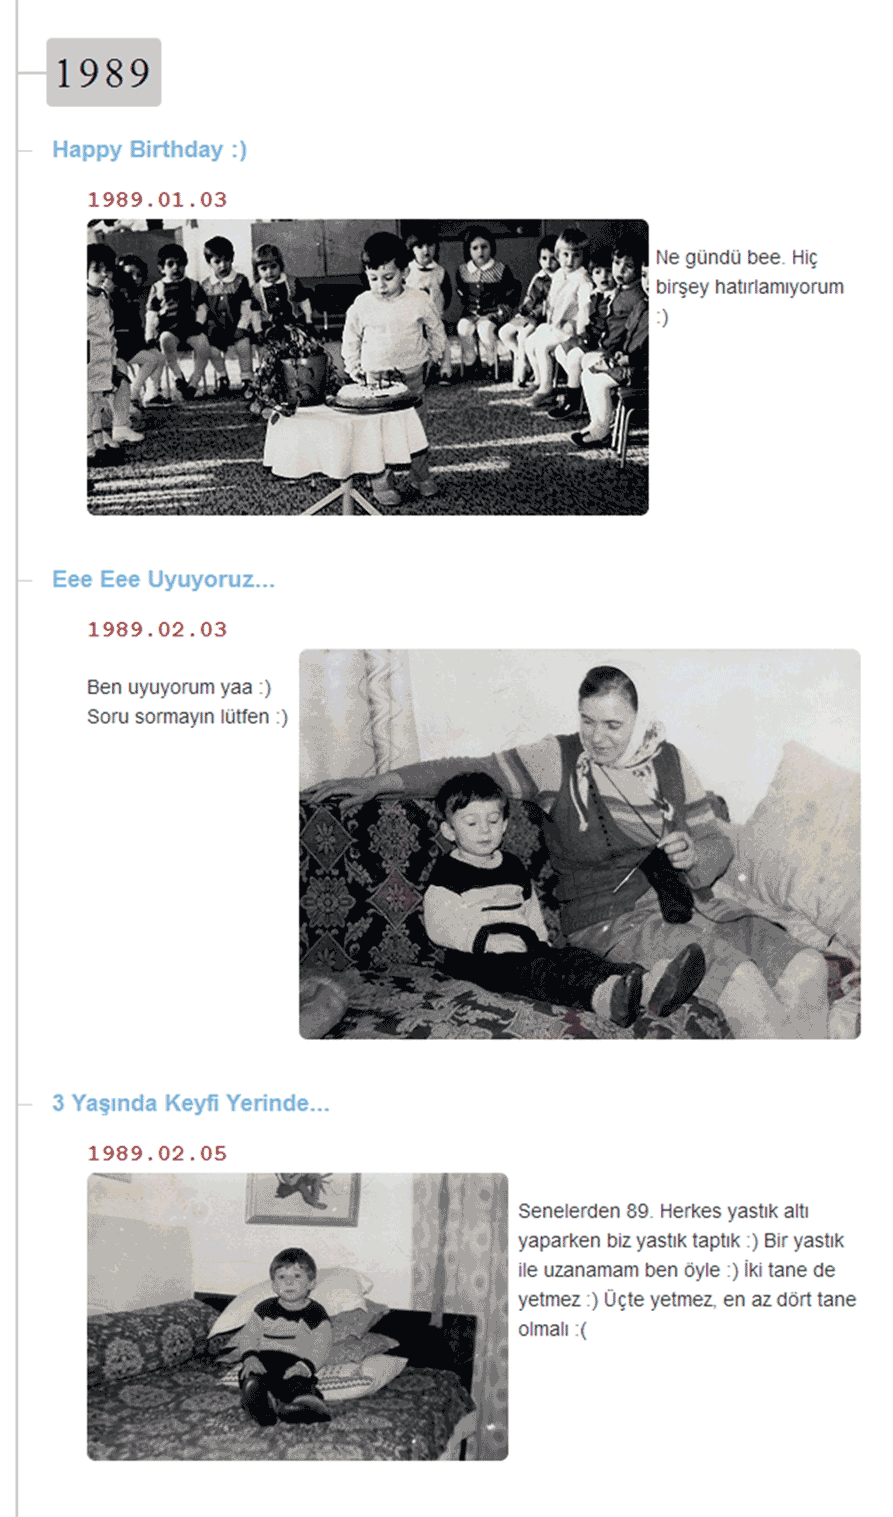 1989
Happy Birthday :)
1989.01.03
Ne gündü bee. Hiç
birşey hatırlamıyorum
:)
Eee Eee Uyuyoruz...
1989.02.03
Ben uyuyorum yaa :)
Soru sormayın lütfen :)
3 Yaşında Keyfi Yerinde...
1989.02.05
Senelerden 89. Herkes yastık altı
yaparken biz yastık taptık :) Bir yastık
ile uzanamam ben öyle :) İki tane de
yetmez :) Üçte yetmez, en az dört tane
olmalı :(